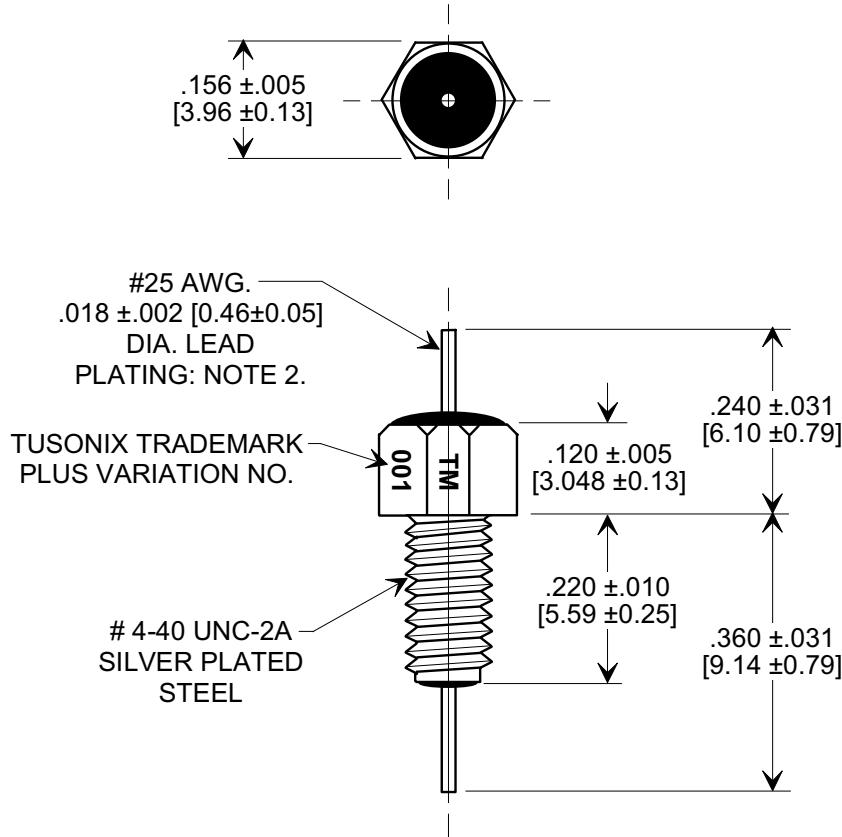 .156 ±.005
[3.96 ±0.13]
#25 AWG.
.018 ±.002 [0.46±0.05]
DIA. LEAD
PLATING: NOTE 2.
.240 ±.031
[6.10 ±0.79]
TUSONIX TRADEMARK
PLUS VARIATION NO.
001
TM
.120 ±.005
[3.048 ±0.13]
.220 ±.010
[5.59 ±0.25]
# 4-40 UNC-2A
SILVER PLATED
STEEL
.360 ±.031
[9.14 ±0.79]